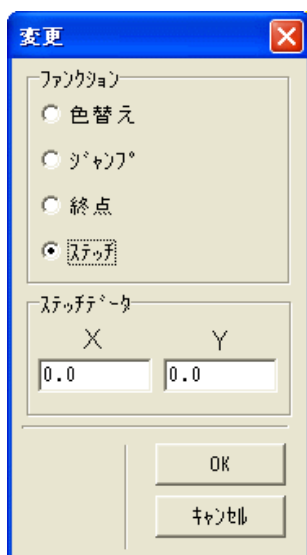 変更
ﾌｧﾝｸｼｮﾝ
色替え
ｼﾞｬﾝﾌﾟ
終点
ｽﾃｯﾁ
ｽﾃｯﾁﾃﾞｰﾀ
X Y
0.0 0.0
OK
ｷｬﾝｾﾙ